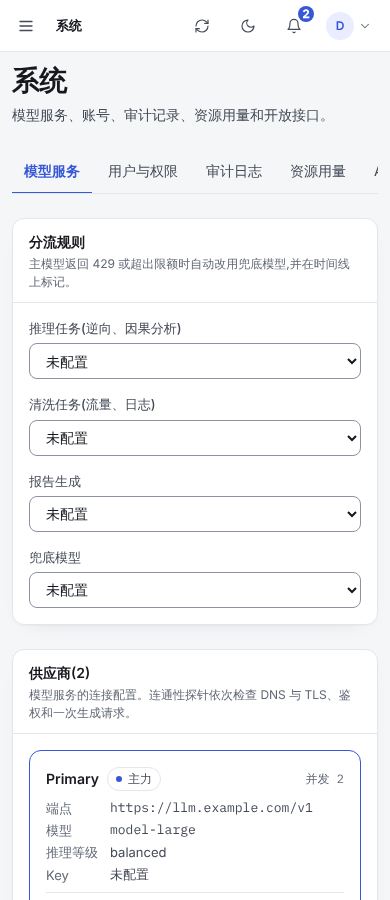 系统
2
D
系统
模型服务、账号、审计记录、资源用量和开放接口。
模型服务 用户与权限 审计日志 资源用量
分流规则
主模型返回 429 或超出限额时自动改用兜底模型,并在时间线
上标记。
推理任务(逆向、因果分析)
未配置
清洗任务(流量、日志)
未配置
报告生成
未配置
兜底模型
未配置
供应商(2)
模型服务的连接配置。连通性探针依次检查 DNS 与 TLS、鉴
权和一次生成请求。
Primary 主力 并发 2
端点 https://llm.example.com/v1
模型 model-large
推理等级 balanced
Key 未配置